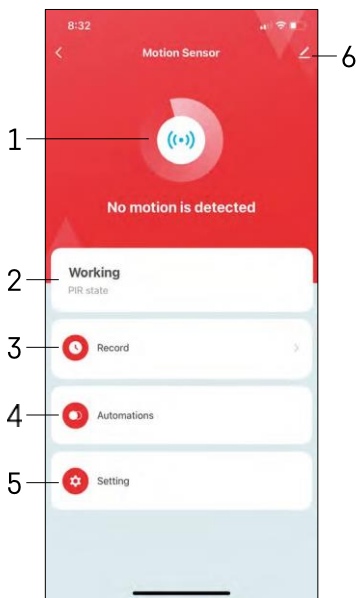 8:32
Motion Sensor
6
1
No motion is detected
2
Working
PIR state
3
Record
4
Automations
5
Setting